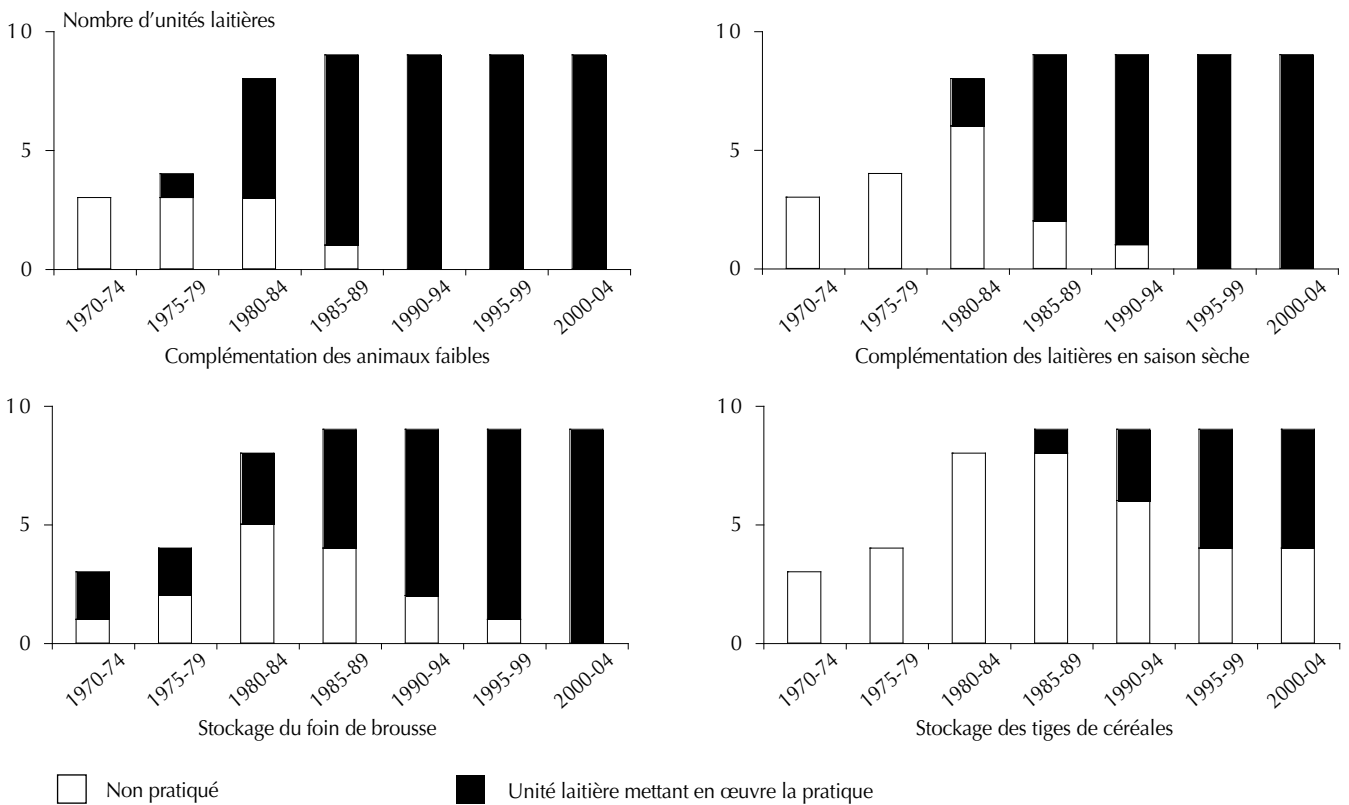 Nombre d'unités laitières
10
5
0
1970-74 1975-79 1980-84 1985-89 1990-94 1995-99 2000-04
Complémentation des animaux faibles
10
5
0
1970-74 1975-79 1980-84 1985-89 1990-94 1995-99 2000-04
Complémentation des laitières en saison sèche
10
5
0
1970-74 1975-79 1980-84 1985-89 1990-94 1995-99 2000-04
Stockage du foin de brousse
10
5
0
1970-74 1975-79 1980-84 1985-89 1990-94 1995-99 2000-04
Stockage des tiges de céréales
Non pratiqué
Unité laitière mettant en œuvre la pratique